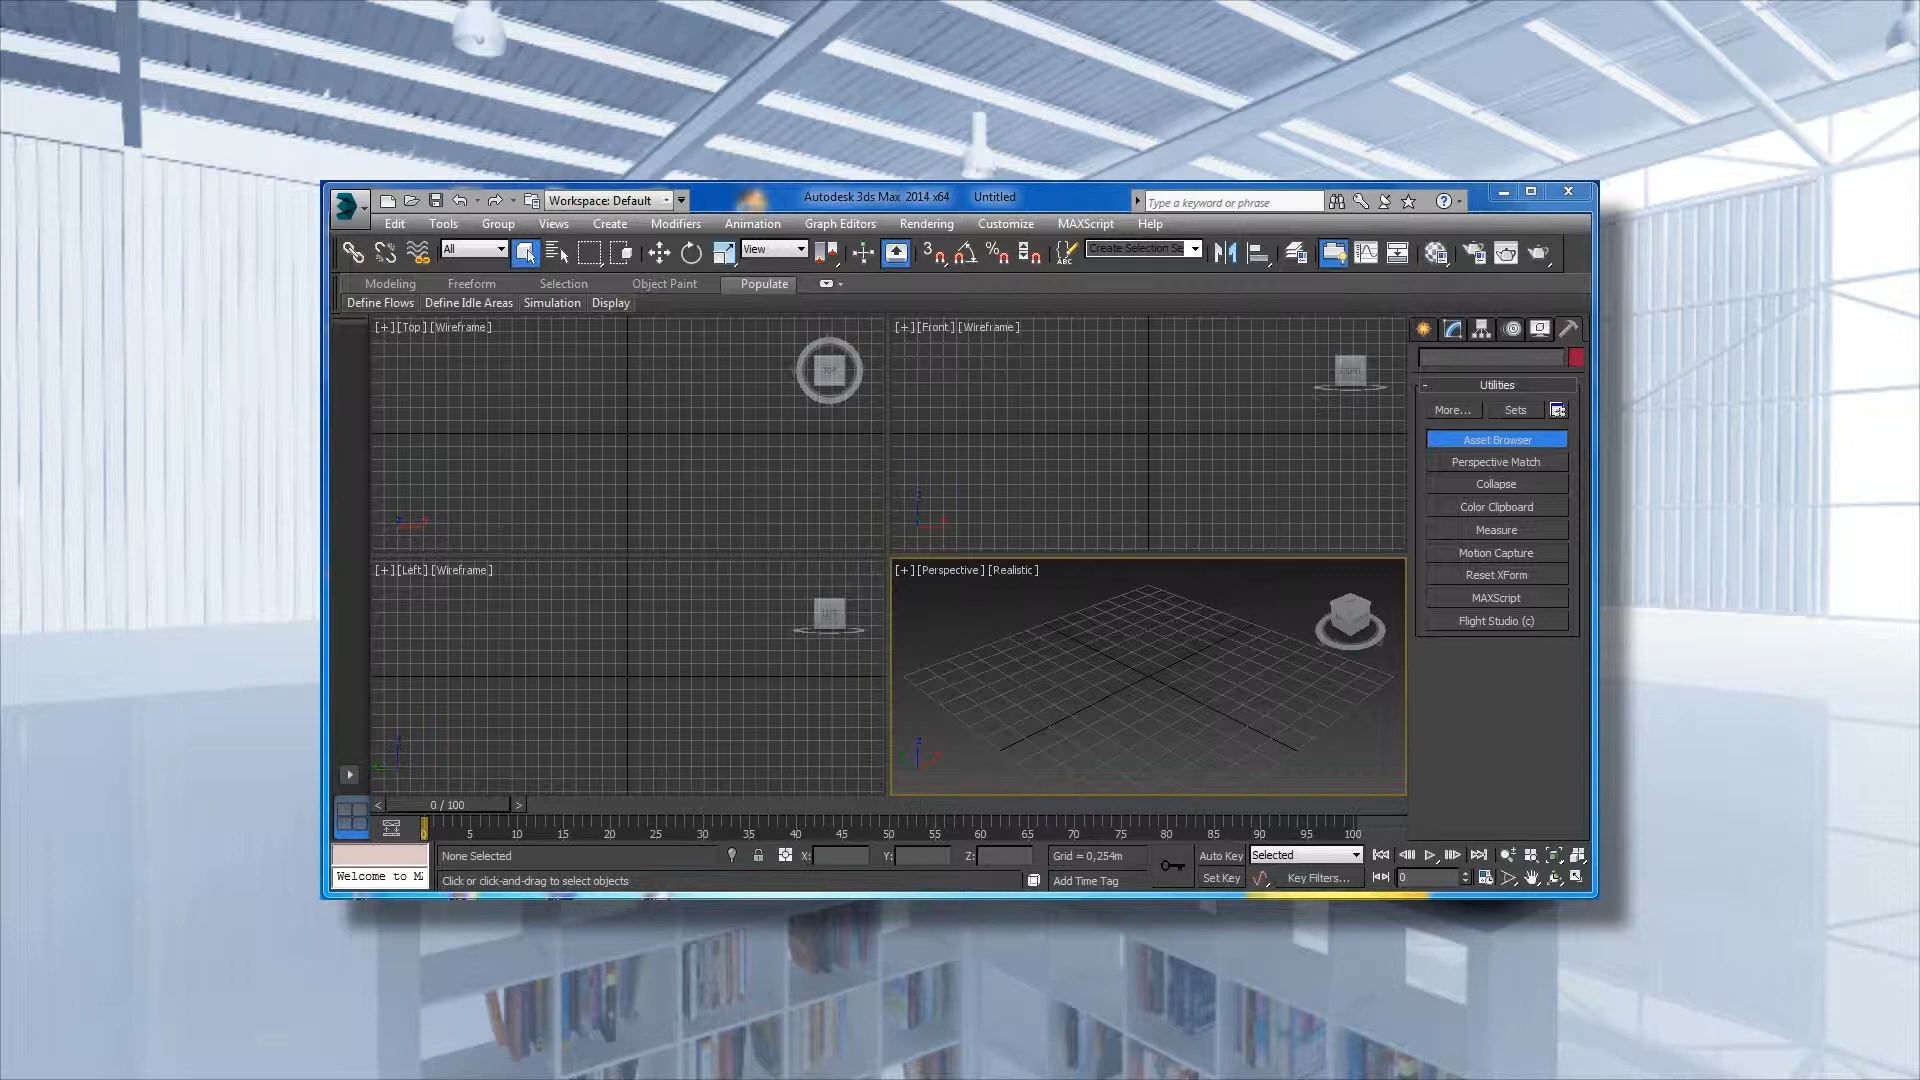 Workspace: Default
Autodesk 3ds Max 2014 x64 Untitled
Type a keyword or phrase
Edit Tools Group Views Create Modifiers Animation Graph Editors Rendering Customize MAXScript Help
All
View
3
%
ABC
Create Selection Se
Modeling Freeform Selection Object Paint Populate
Define Flows Define Idle Areas Simulation Display
[+][Top][Wireframe]
TOP
[+][Front][Wireframe]
FRONT
Utilities
More... Sets
Asset Browser
Perspective Match
Collapse
Color Clipboard
Measure
Motion Capture
Reset XForm
MAXScript
Flight Studio (c)
[+][Left][Wireframe]
LEFT
[+][Perspective][Realistic]
z
< 0 / 100 >
0 5 10 15 20 25 30 35 40 45 50 55 60 65 70 75 80 85 90 95 100
None Selected X: Y: Z: Grid = 0,254m Auto Key Selected
Welcome to M
Click or click-and-drag to select objects Add Time Tag Set Key Key Filters... 0